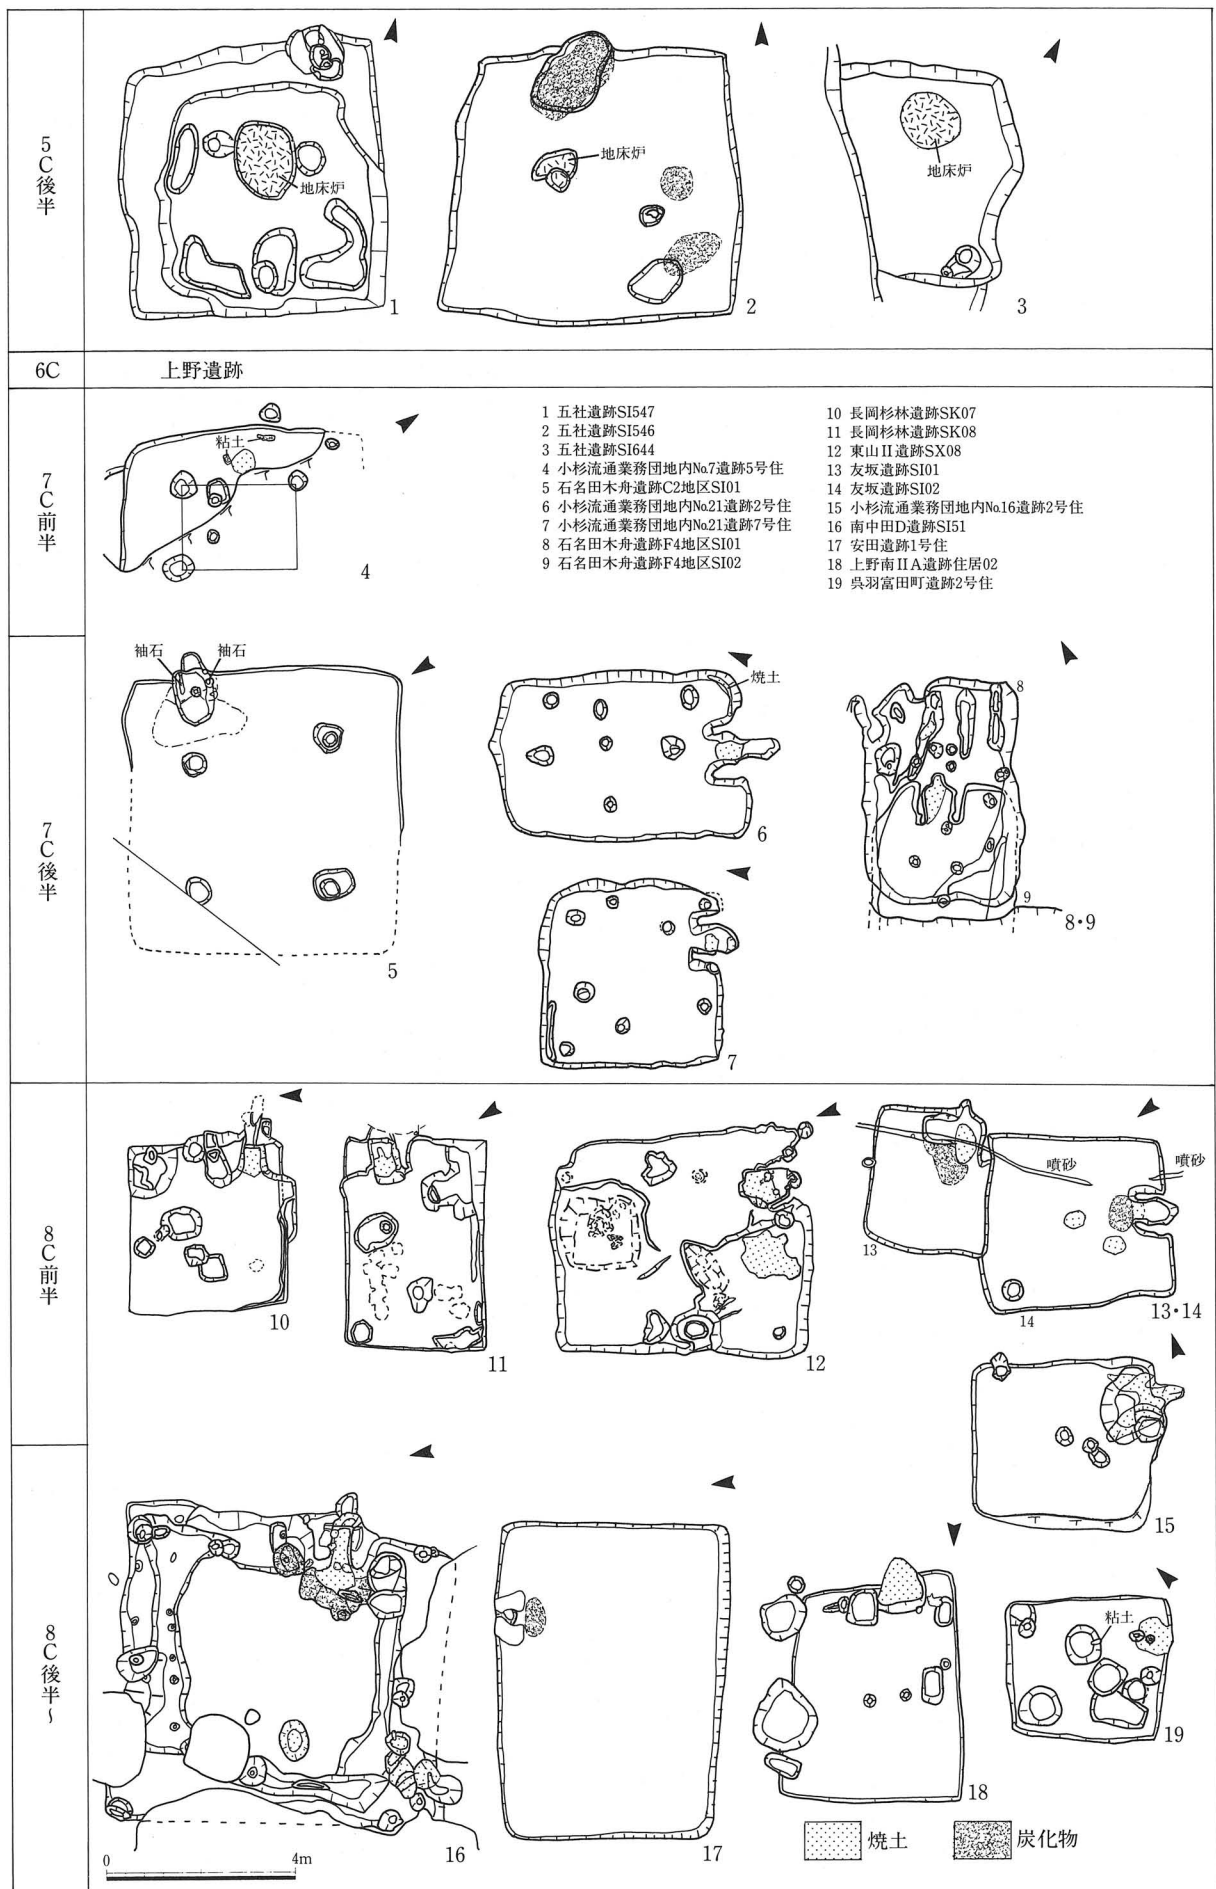 5C後半
地床炉
1
地床炉
2
地床炉
3
6C
上野遺跡
7C前半
粘土
4
1 五社遺跡SI547
2 五社遺跡SI546
3 五社遺跡SI644
4 小杉流通業務団地内No.7遺跡5号住
5 石名田木舟遺跡C2地区SI01
6 小杉流通業務団地内No.21遺跡2号住
7 小杉流通業務団地内No.21遺跡7号住
8 石名田木舟遺跡F4地区SI01
9 石名田木舟遺跡F4地区SI02
10 長岡杉林遺跡SK07
11 長岡杉林遺跡SK08
12 東山II遺跡SX08
13 友坂遺跡SI01
14 友坂遺跡SI02
15 小杉流通業務団地内No.16遺跡2号住
16 南中田D遺跡SI51
17 安田遺跡1号住
18 上野南IIA遺跡住居02
19 呉羽富田町遺跡2号住
7C後半
袖石
袖石
5
焼土
6
7
8
9
8・9
8C前半
10
11
12
噴砂
噴砂
13
14
13・14
15
8C後半~
16
17
18
粘土
19
0
4m
焼土
炭化物